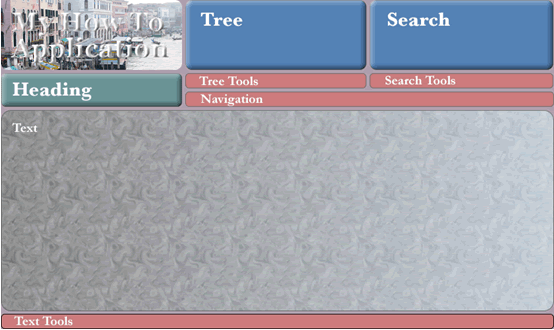 My How To
Application
Tree
Search
Heading
Tree Tools
Search Tools
Navigation
Text
Text Tools